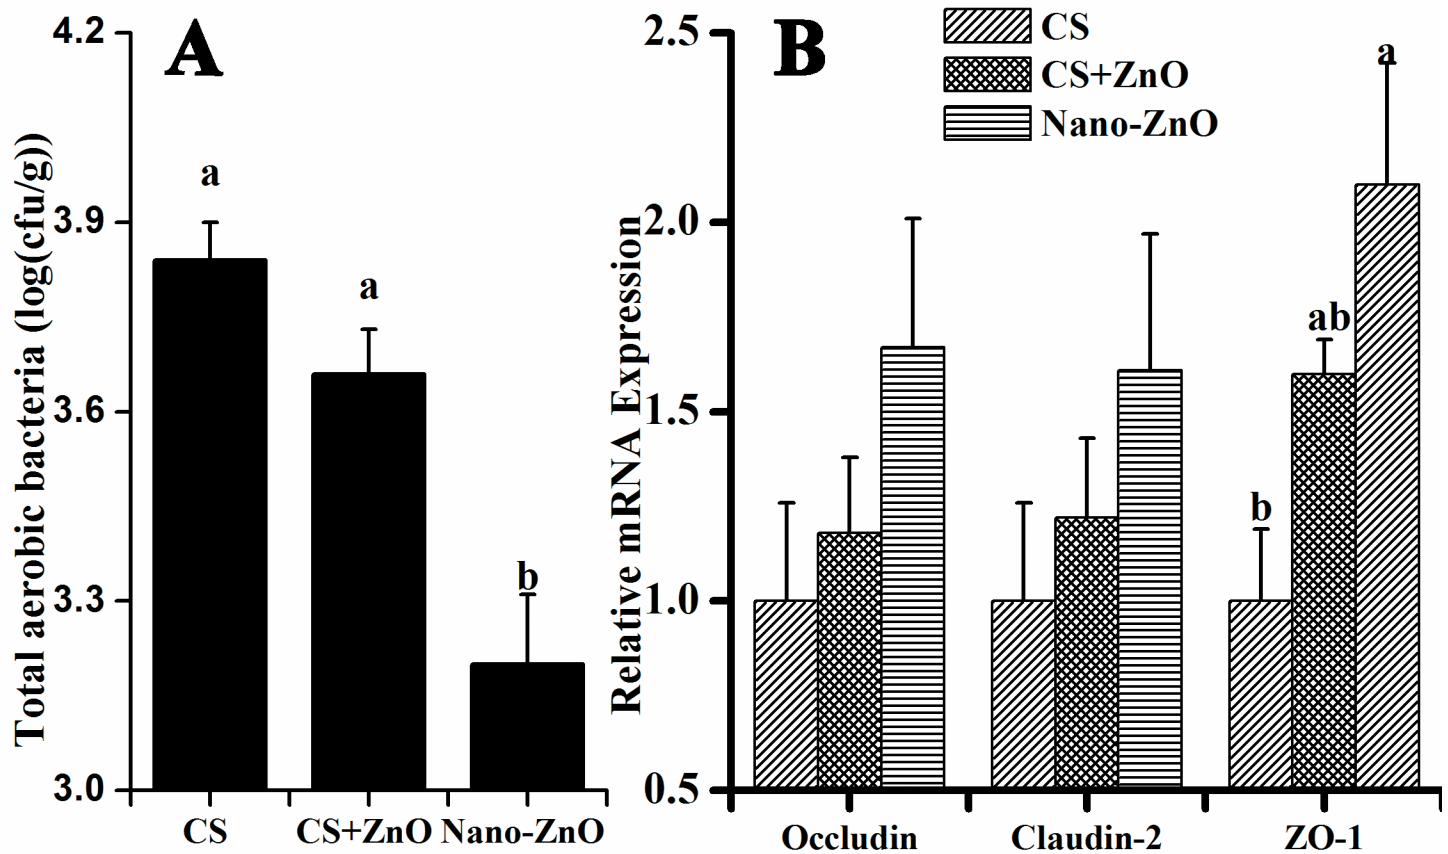 A
Total aerobic bacteria (log(cfu/g))
4.2
3.9
3.6
3.3
3.0
a
a
b
CS
CS+ZnO
Nano-ZnO
B
Relative mRNA Expression
2.5
2.0
1.5
1.0
0.5
CS
CS+ZnO
Nano-ZnO
b
ab
a
Occludin
Claudin-2
ZO-1